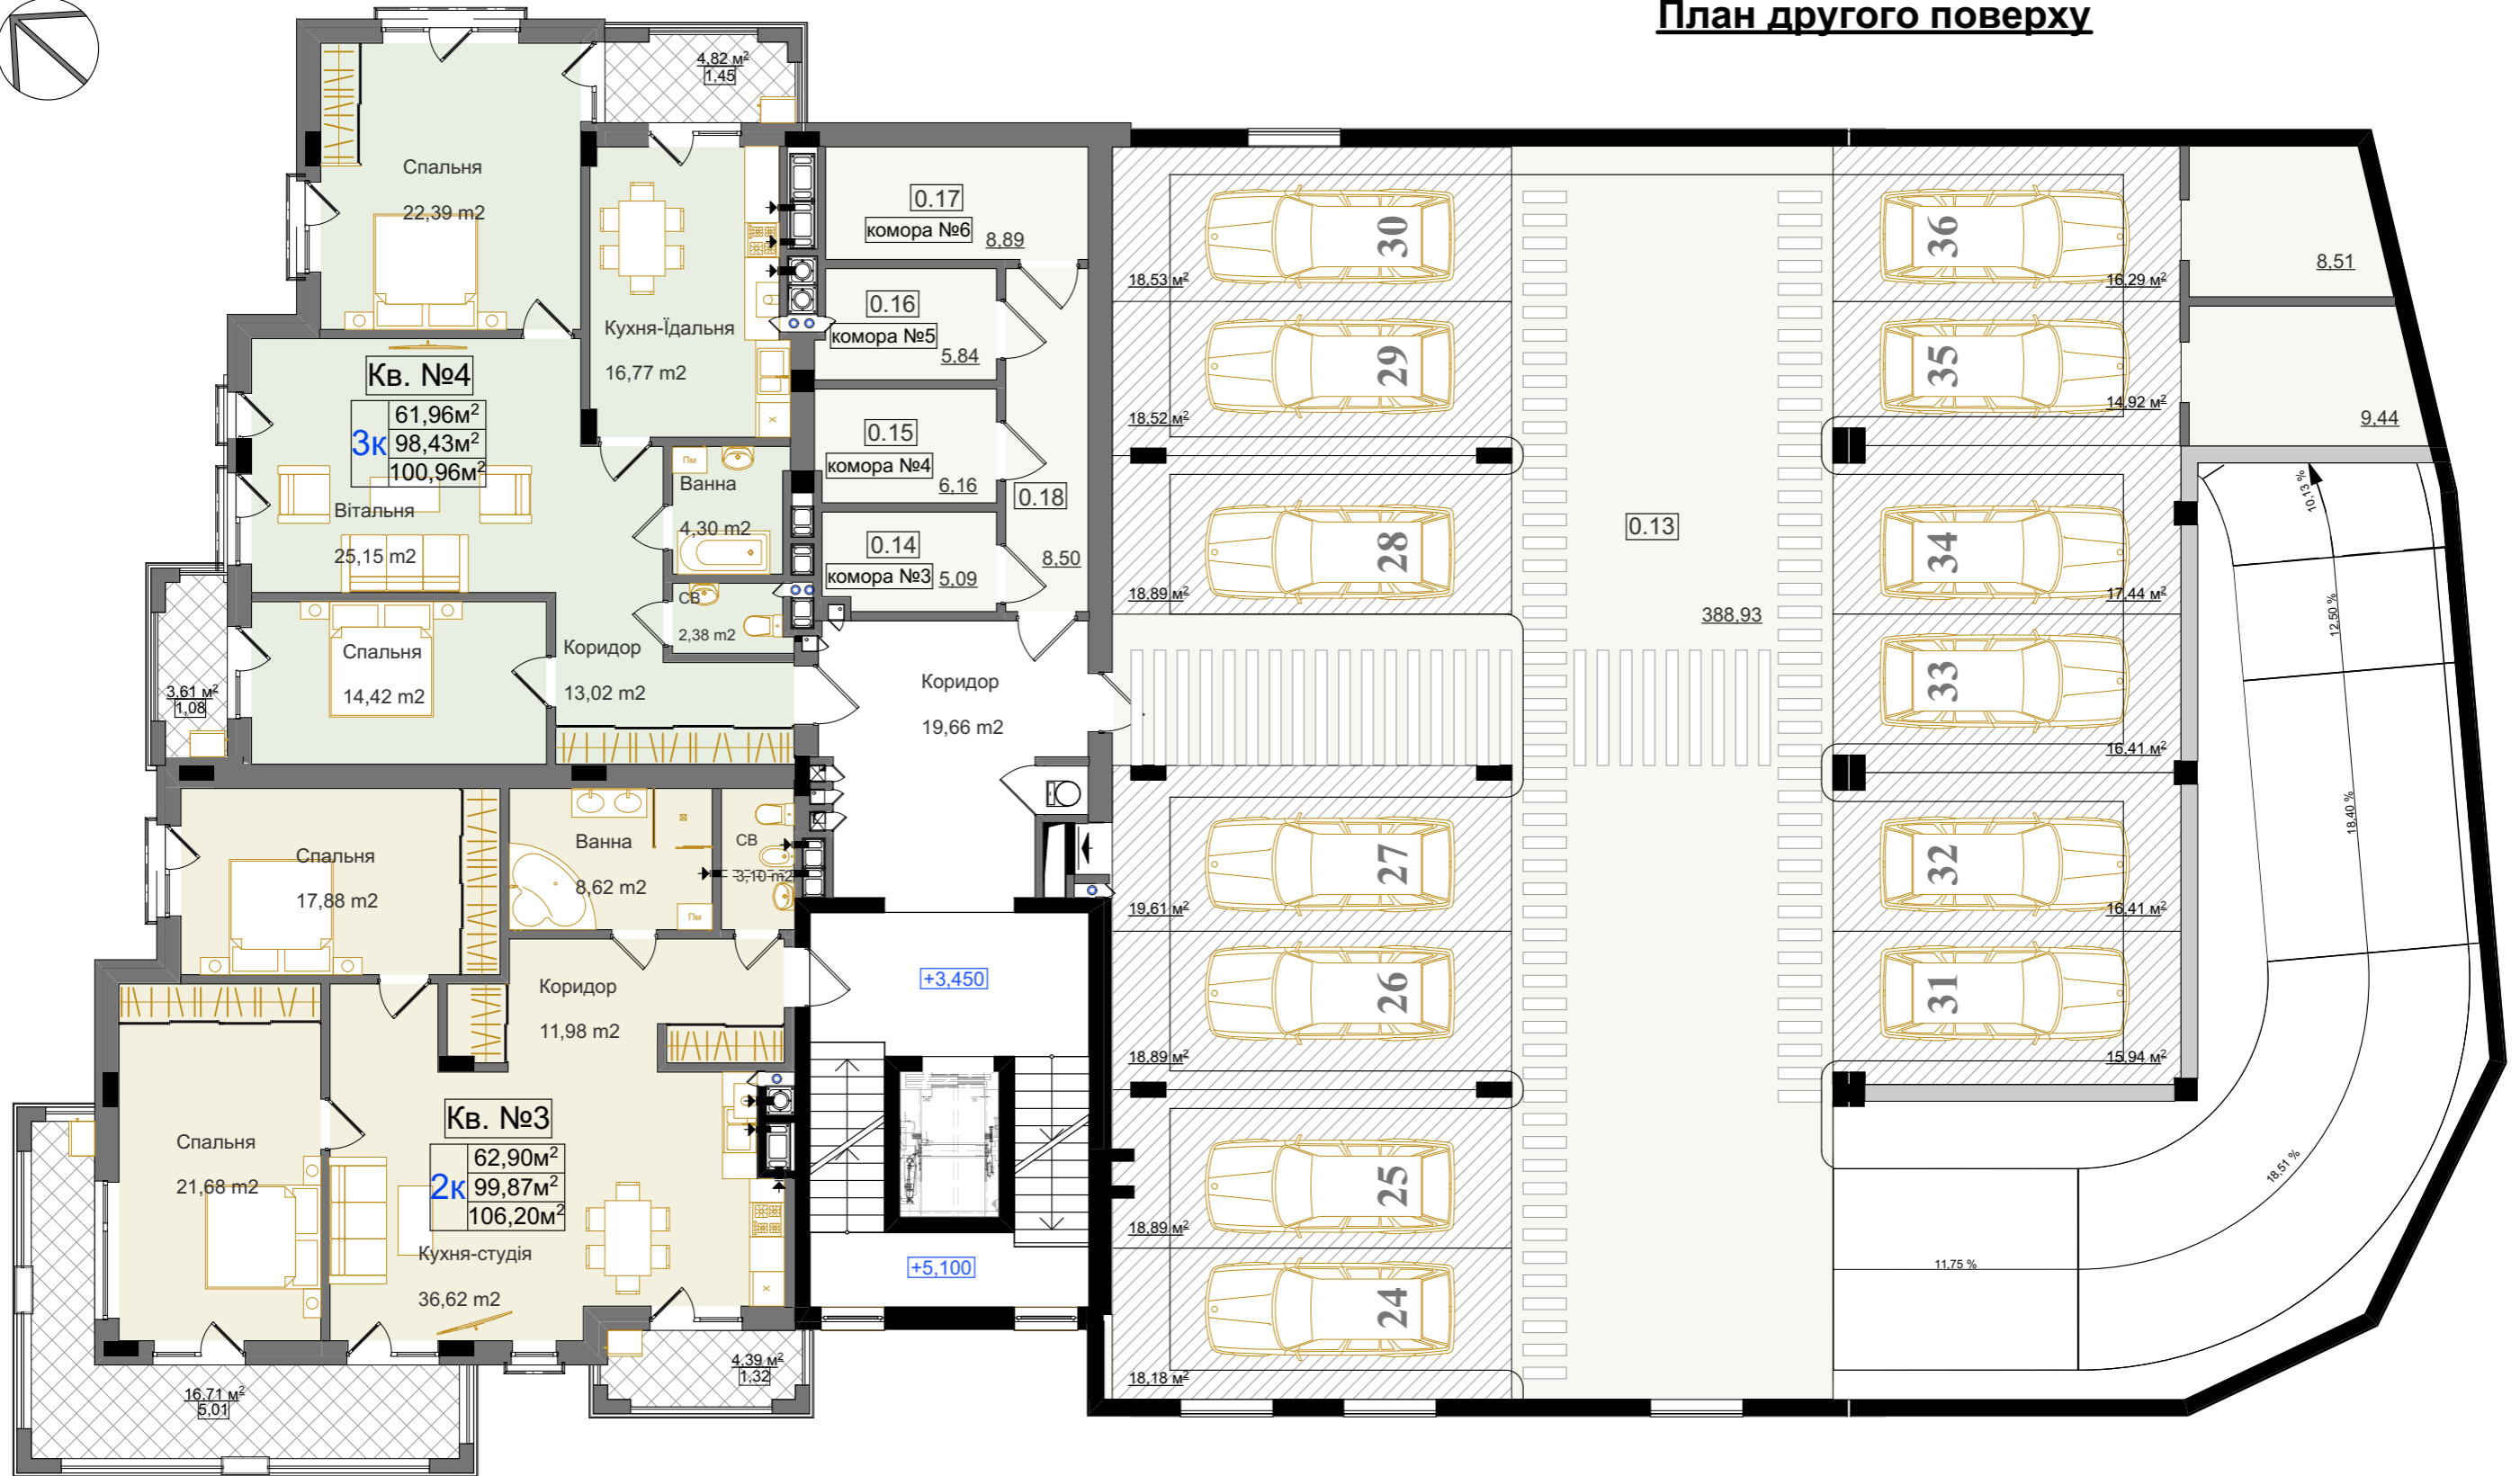 План другого поверху
4,82 м²
1,45
Спальня
22,39 m2
Кухня-Їдальня
16,77 m2
0.17
комора №6
8,89
0.16
комора №5
5,84
0.15
комора №4
6,16
0.14
комора №3
5,09
0.18
8,50
Кв. №4
3к
61,96м²
98,43м²
100,96м²
Вітальня
25,15 m2
Пм
Ванна
4,30 m2
СВ
2,38 m2
Спальня
14,42 m2
3,61 м²
1,08
Коридор
13,02 m2
Коридор
19,66 m2
Спальня
17,88 m2
Ванна
8,62 m2
Пм
СВ
3,10 m2
Коридор
11,98 m2
Кв. №3
2к
62,90м²
99,87м²
106,20м²
Спальня
21,68 m2
Кухня-студія
36,62 m2
16,71 м²
5,01
4,39 м²
1,32
+3,450
+5,100
30
18,53 м²
29
18,52 м²
28
18,89 м²
27
19,61 м²
26
18,89 м²
25
18,89 м²
24
18,18 м²
0.13
388,93
36
16,29 м²
35
14,92 м²
34
17,44 м²
33
16,41 м²
32
16,41 м²
31
15,94 м²
8,51
9,44
10,13 %
12,50 %
18,40 %
18,51 %
11,75 %